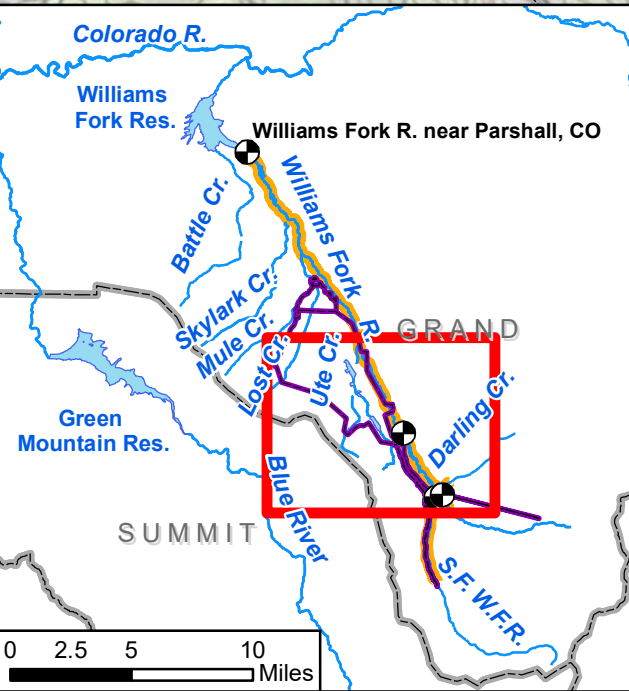 Colorado R.
Williams
Fork Res.
Williams Fork R. near Parshall, CO
Battle Cr.
Williams Fork R.
Skylark Cr.
Mule Cr.
Lost Cr.
Ute Cr.
GRAND
Darling Cr.
Green
Mountain Res.
Blue River
SUMMIT
S.F. W.F.R.
0 2.5 5 10
Miles